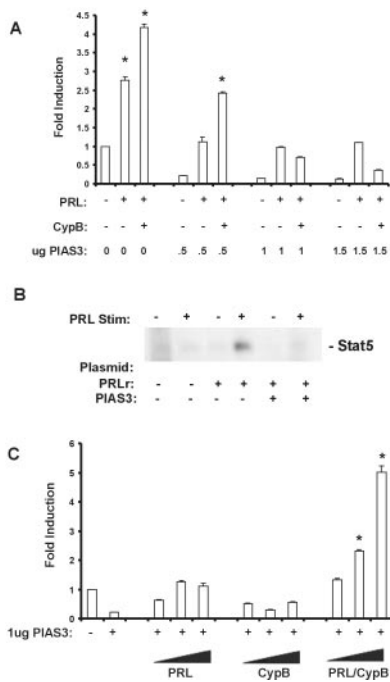 A
Fold Induction
4.5
4
3.5
3
2.5
2
1.5
1
0.5
0
* * *
PRL: - + + - + + - + + - + +
CypB: - - + - - + - - + - - +
ug PIAS3: 0 0 0 .5 .5 .5 1 1 1 1.5 1.5 1.5
B
PRL Stim: - + - + - +
- Stat5
Plasmid:
PRLr: - - + + + +
PIAS3: - - - - + +
C
Fold Induction
6
5
4
3
2
1
0
* *
1ug PIAS3: - + + + + + + + + + +
PRL CypB PRL/CypB